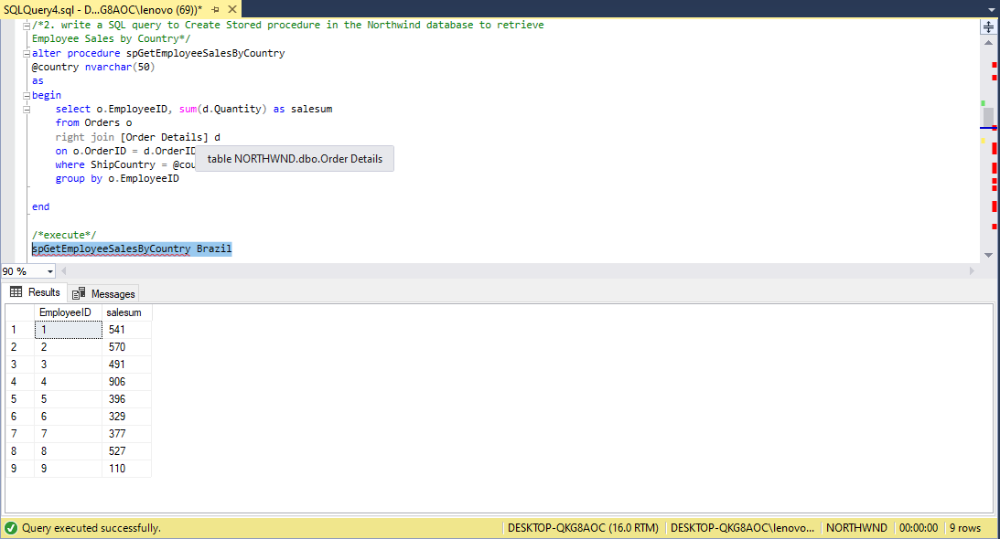 SQLQuery4.sql - D...G8AOC\lenovo (69))*
/*2. write a SQL query to Create Stored procedure in the Northwind database to retrieve
Employee Sales by Country*/
alter procedure spGetEmployeeSalesByCountry
@country nvarchar(50)
as
begin
select o.EmployeeID, sum(d.Quantity) as salesum
from Orders o
right join [Order Details] d
on o.OrderID = d.OrderID
table NORTHWND.dbo.Order Details
where ShipCountry = @cou
group by o.EmployeeID
end
/*execute*/
spGetEmployeeSalesByCountry Brazil
90 %
Results Messages
EmployeeID salesum
1 1 541
2 2 570
3 3 491
4 4 906
5 5 396
6 6 329
7 7 377
8 8 527
9 9 110
Query executed successfully. DESKTOP-QKG8AOC (16.0 RTM) DESKTOP-QKG8AOC\lenovo... NORTHWND 00:00:00 9 rows